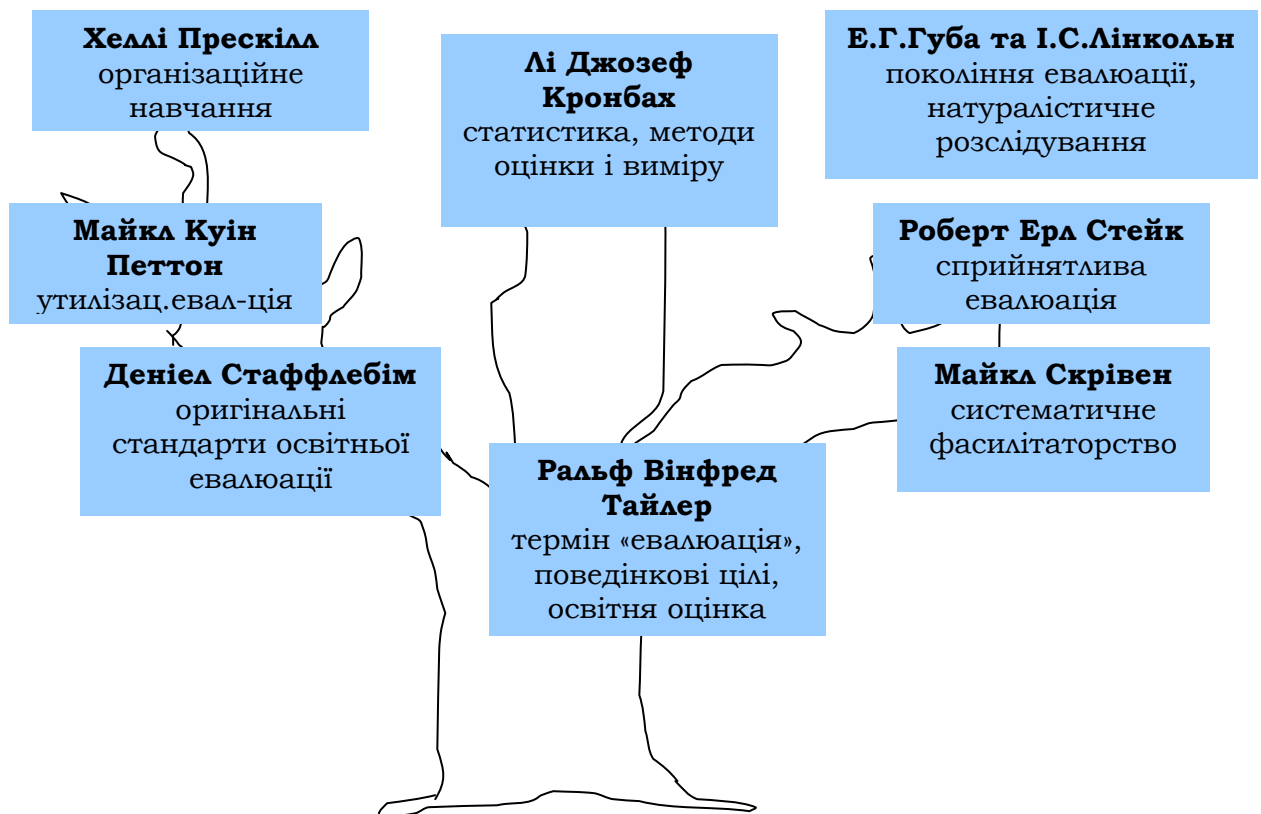 Хеллі Прескілл
організаційне
навчання
Лі Джозеф
Кронбах
статистика, методи
оцінки і виміру
Е.Г.Губа та І.С.Лінкольн
покоління евалюації,
натуралістичне
розслідування
Майкл Куін
Петтон
утилізац.евал-ція
Роберт Ерл Стейк
сприйнятлива
евалюація
Деніел Стаффлебім
оригінальні
стандарти освітньої
евалюації
Майкл Скрівен
систематичне
фасилітаторство
Ральф Вінфред
Тайлер
термін «евалюація»,
поведінкові цілі,
освітня оцінка